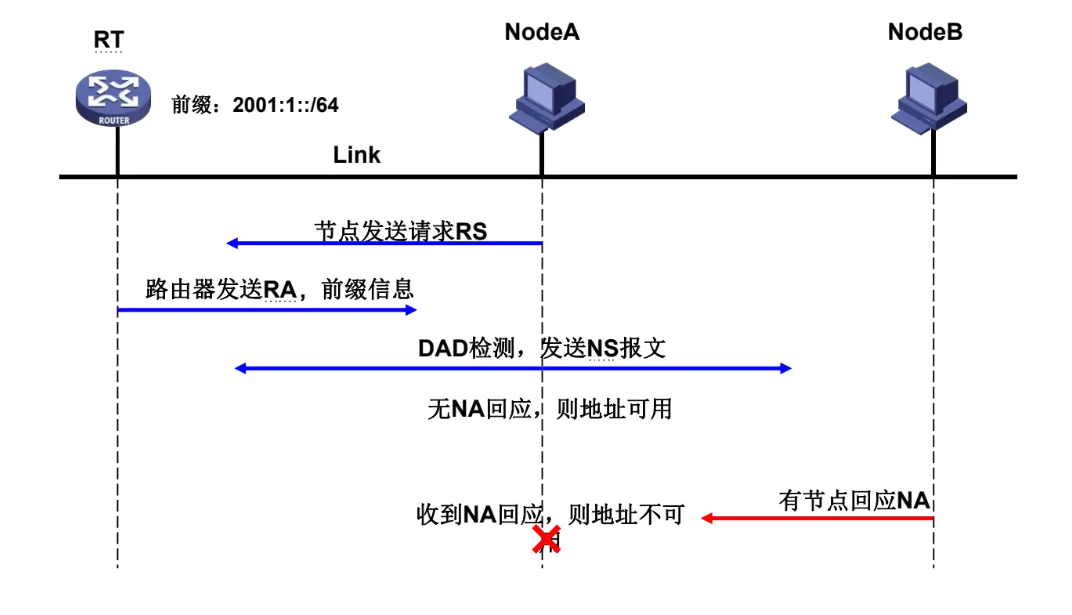 RT
NodeA
NodeB
ROUTER
前缀：2001:1::/64
Link
节点发送请求RS
路由器发送RA，前缀信息
DAD检测，发送NS报文
无NA回应，则地址可用
有节点回应NA
收到NA回应，则地址不可
用